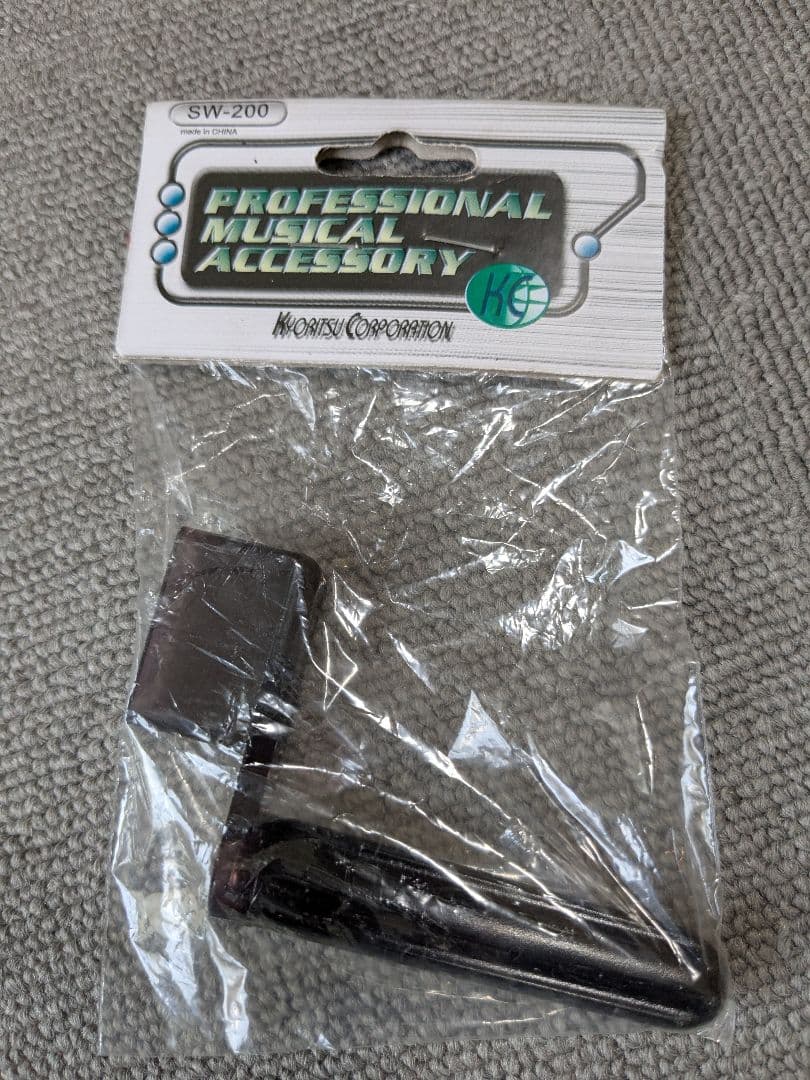 SW-200
made in CHINA
PROFESSIONAL
MUSICAL
ACCESSORY
KC
KYORITSU CORPORATION